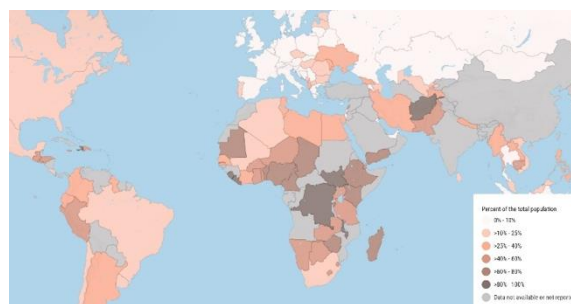 Percent of the total population
0% - 10%
>10% - 25%
>25% - 40%
>40% - 60%
>60% - 80%
>80% - 100%
Data not available or not reported